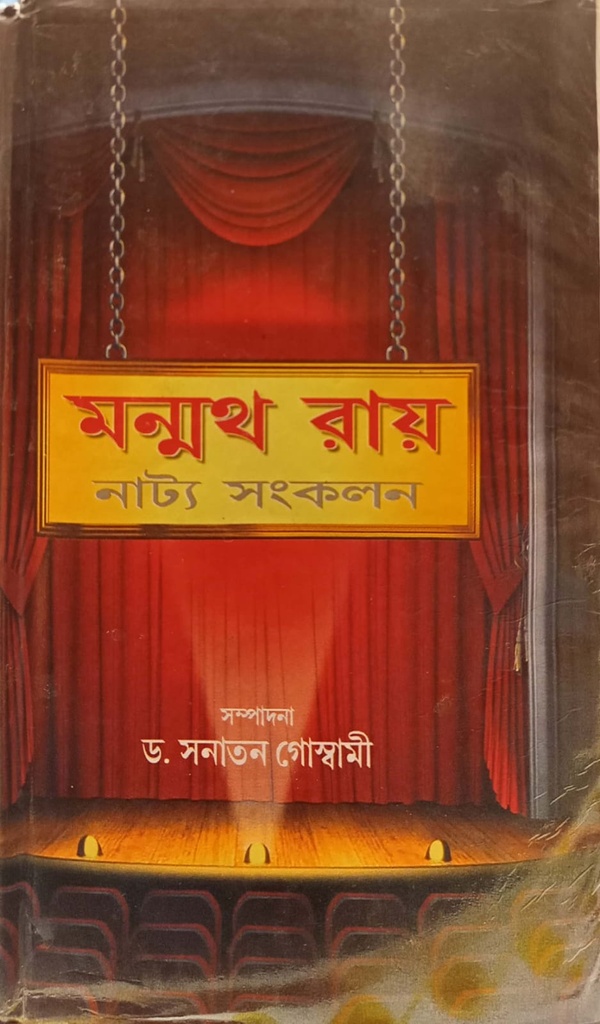 মন্মথ রায়
নাট্য সংকলন
সম্পাদনা
ড. সনাতন গোস্বামী